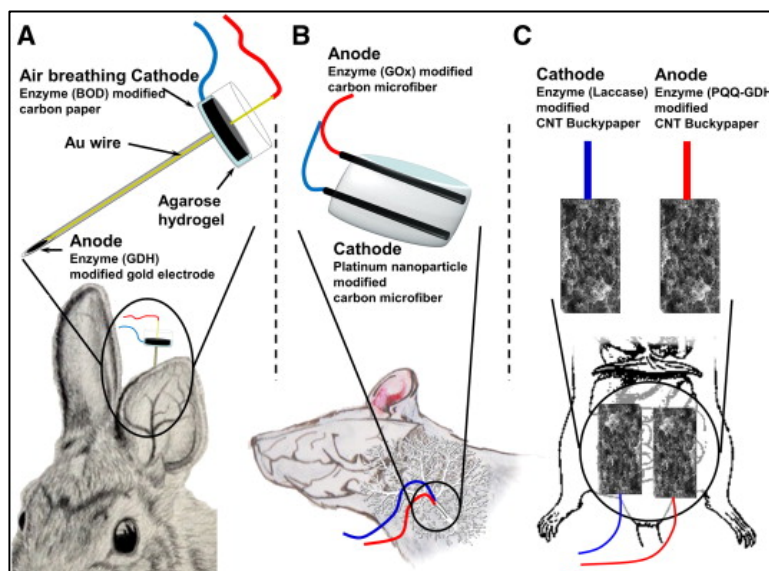 A
Air breathing Cathode
Enzyme (BOD) modified
carbon paper
Au wire
Agarose
hydrogel
Anode
Enzyme (GDH)
modified gold electrode
B
Anode
Enzyme (GOx) modified
carbon microfiber
Cathode
Platinum nanoparticle
modified
carbon microfiber
C
Cathode
Enzyme (Laccase)
modified
CNT Buckypaper
Anode
Enzyme (PQQ-GDH)
modified
CNT Buckypaper